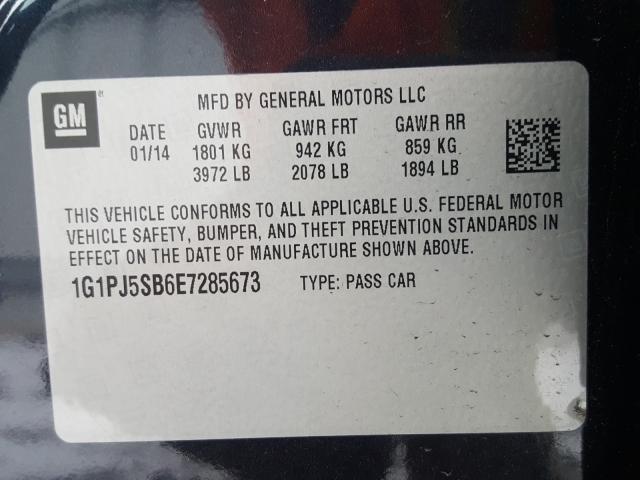 GM
MFD BY GENERAL MOTORS LLC
DATE GVWR GAWR FRT GAWR RR
01/14 1801 KG 942 KG 859 KG
3972 LB 2078 LB 1894 LB
THIS VEHICLE CONFORMS TO ALL APPLICABLE U.S. FEDERAL MOTOR
VEHICLE SAFETY, BUMPER, AND THEFT PREVENTION STANDARDS IN
EFFECT ON THE DATE OF MANUFACTURE SHOWN ABOVE.
1G1PJ5SB6E7285673 TYPE: PASS CAR